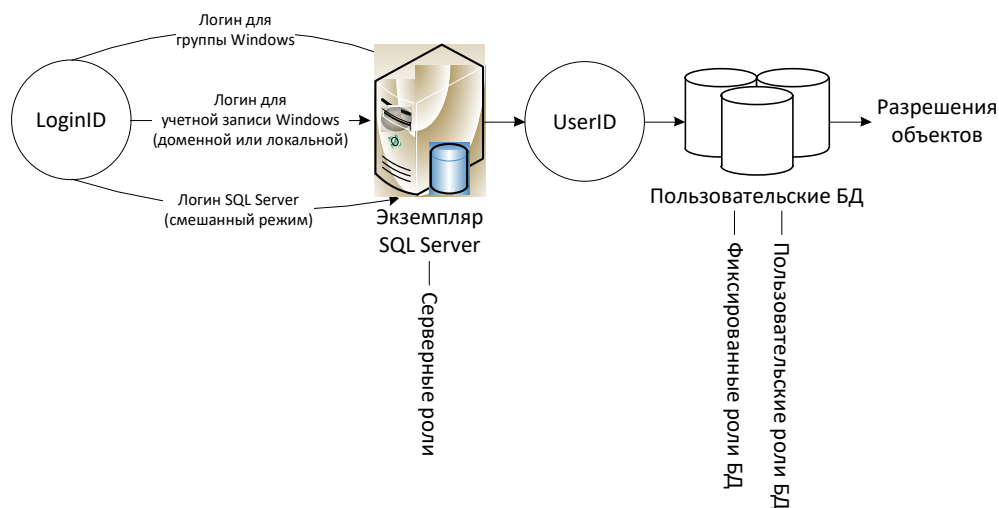 Логин для
группы Windows
LoginID
Логин для
учетной записи Windows
(доменной или локальной)
Логин SQL Server
(смешанный режим)
Экземпляр
SQL Server
Серверные роли
UserID
Пользовательские БД
Фиксированные роли БД
Пользовательские роли БД
Разрешения
объектов